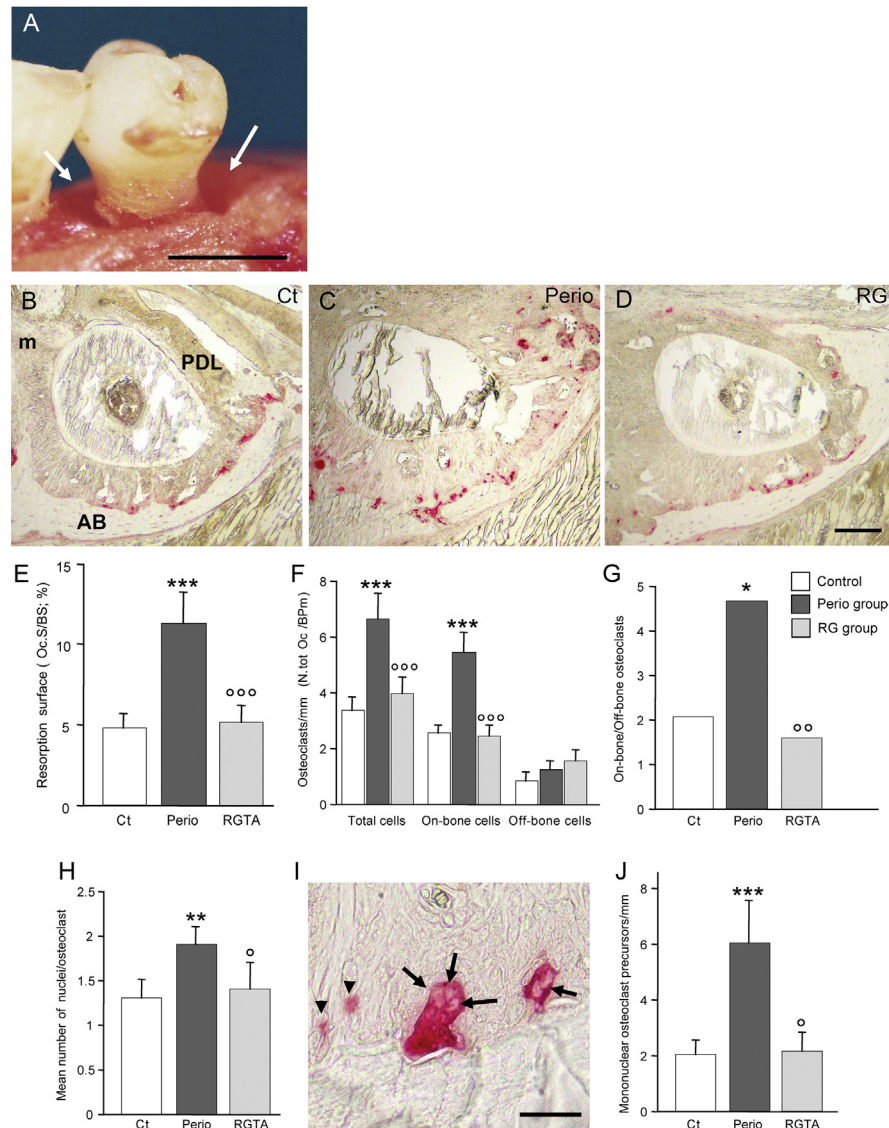 A
B
Ct
m
PDL
AB
C
Perio
D
RG
E
Resorption surface ( Oc.S/BS; %)
15
10
5
0
***
°°°
Ct Perio RGTA
F
Osteoclasts/mm (N.tot Oc /BPm)
8
6
4
2
0
***
°°°
***
°°°
Total cells On-bone cells Off-bone cells
G
On-bone/Off-bone osteoclasts
5
4
3
2
1
0
*
°°
Ct Perio RGTA
Control
Perio group
RG group
H
Mean number of nuclei/osteoclast
2.5
2
1.5
1
0.5
0
**
°
Ct Perio RGTA
I
J
Mononuclear osteoclast precursors/mm
8
6
4
2
0
***
°
Ct Perio RGTA